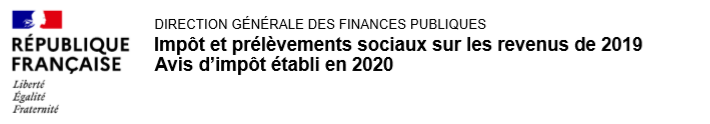 DIRECTION GÉNÉRALE DES FINANCES PUBLIQUES
Impôt et prélèvements sociaux sur les revenus de 2019
Avis d'impôt établi en 2020
RÉPUBLIQUE
FRANÇAISE
Liberté
Égalité
Fraternité